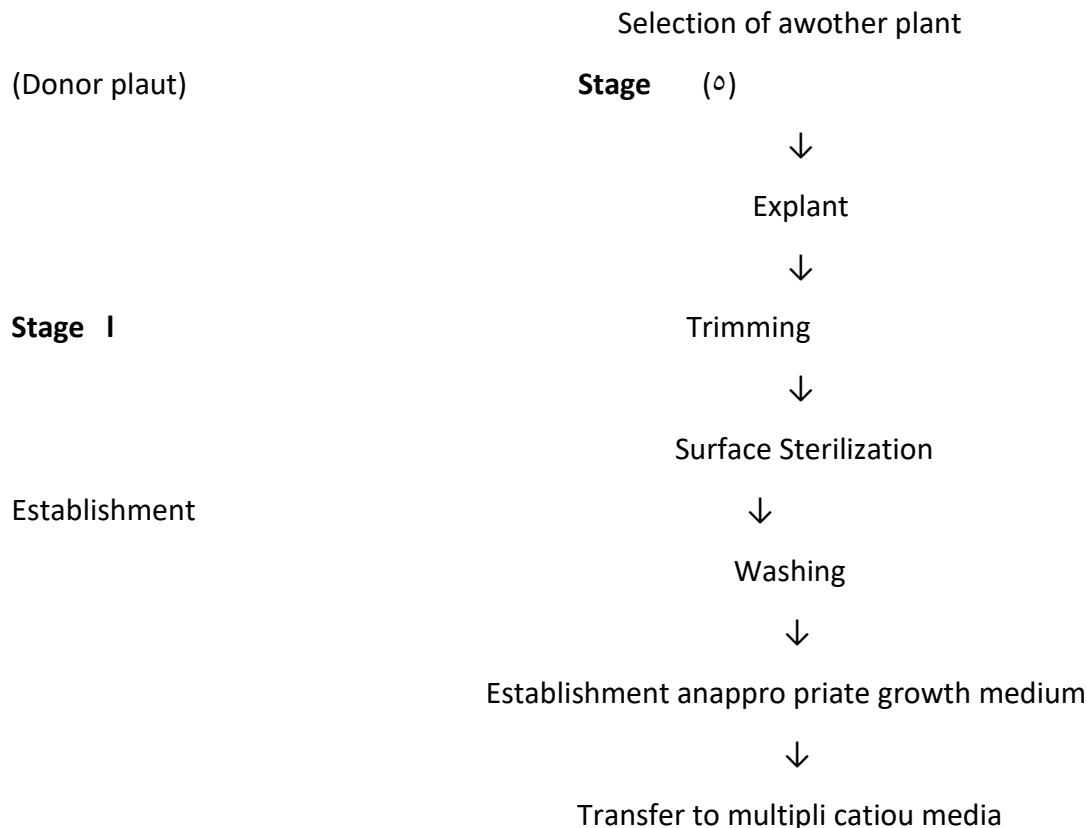 Selection of awother plant
(Donor plaut) Stage (٥)
↓
Explant
↓
Stage I Trimming
↓
Surface Sterilization
Establishment ↓
Washing
↓
Establishment anappro priate growth medium
↓
Transfer to multipli catiou media